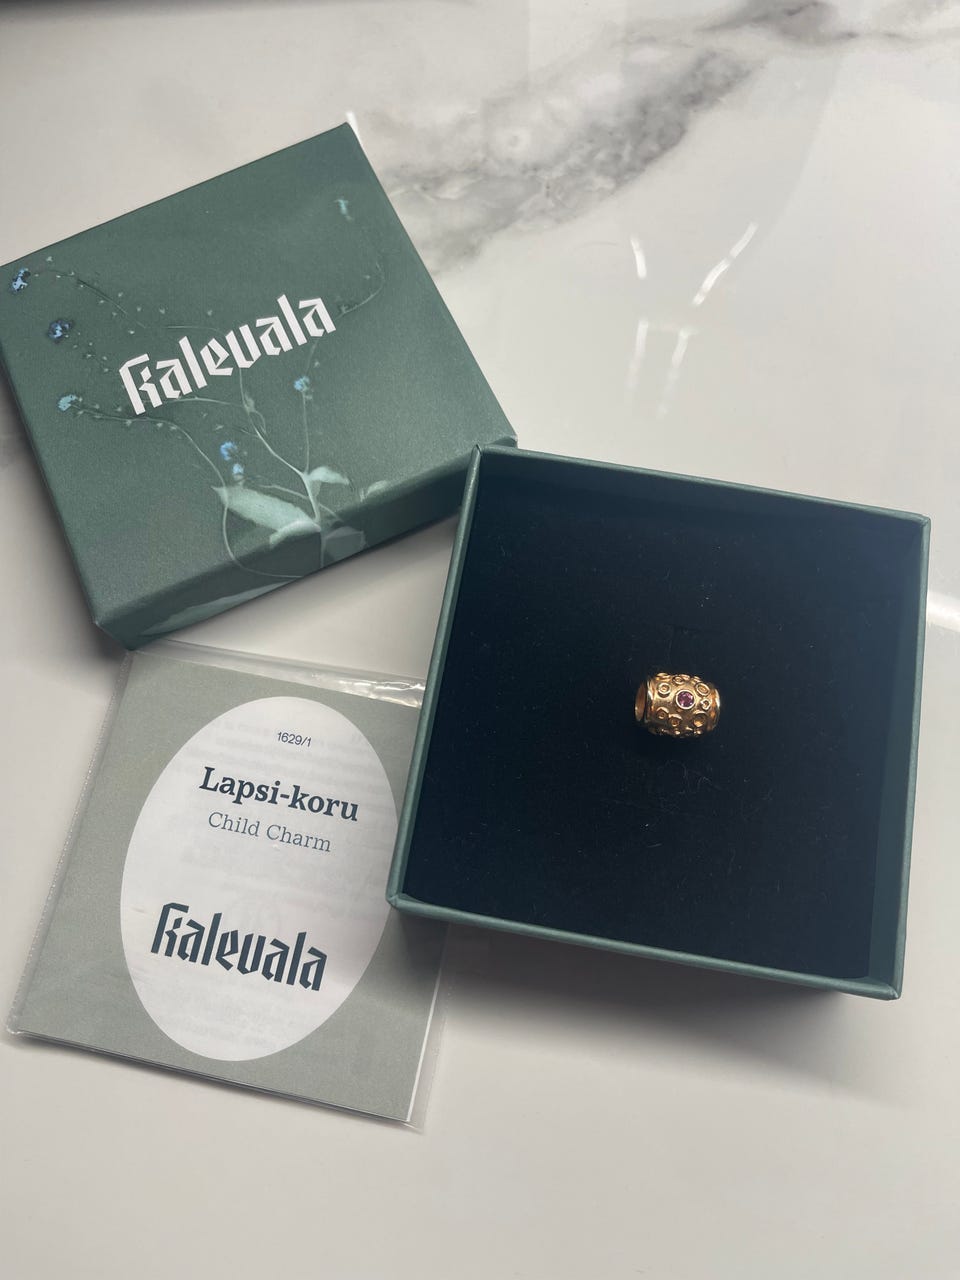 Kalevala
1629/1
Lapsi-koru
Child Charm
Kalevala